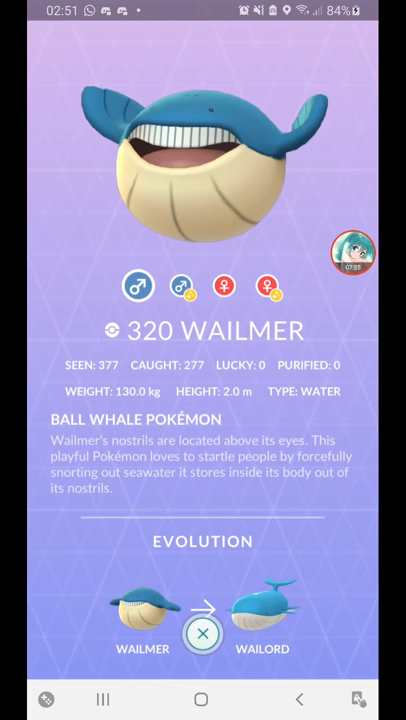 02:51 84%
07:55
320 WAILMER
SEEN: 377 CAUGHT: 277 LUCKY: 0 PURIFIED: 0
WEIGHT: 130.0 kg HEIGHT: 2.0 m TYPE: WATER
BALL WHALE POKÉMON
Wailmer's nostrils are located above its eyes. This
playful Pokémon loves to startle people by forcefully
snorting out seawater it stores inside its body out of
its nostrils.
EVOLUTION
WAILMER WAILORD